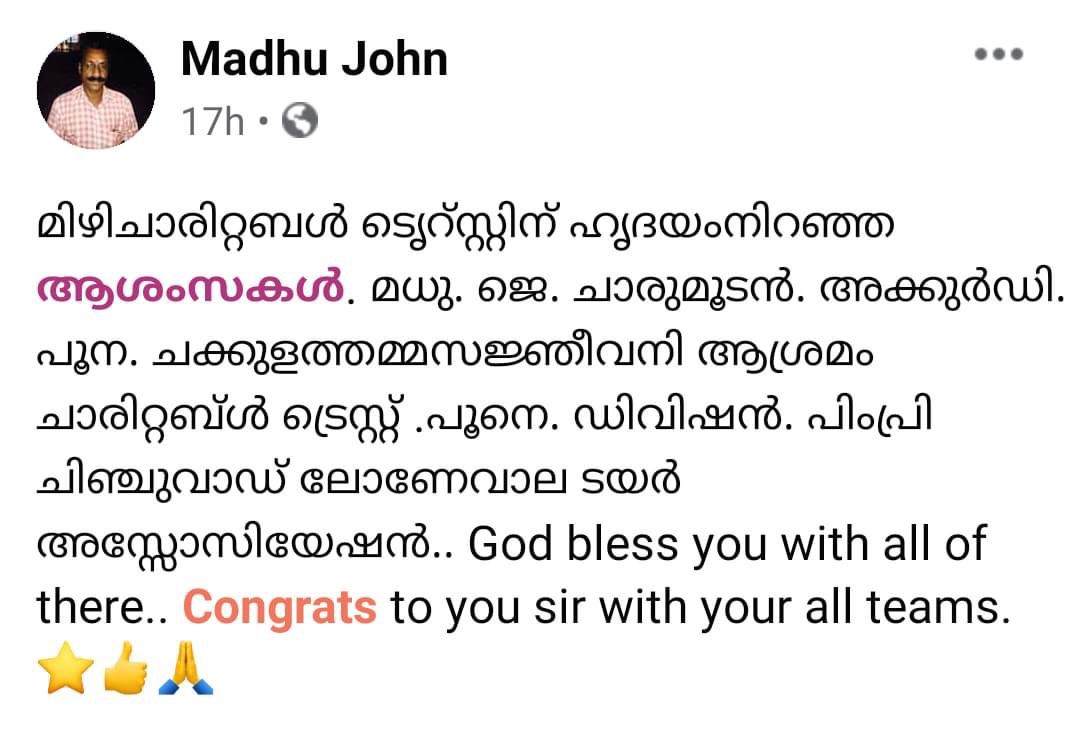 Madhu John
17h
മിഴിചാരിറ്റബൾ ട്രെസ്റ്റിന് ഹൃദയംനിറഞ്ഞ
ആശംസകൾ. മധു. ജെ. ചാരുമൂടൻ. അക്കുർഡി.
പൂന. ചക്കുളത്തമ്മസജ്ഞീവനി ആശ്രമം
ചാരിറ്റബ്ൾ ട്രെസ്റ്റ് .പൂനെ. ഡിവിഷൻ. പിംപ്രി
ചിഞ്ചുവാഡ് ലോണേവാല ടയർ
അസ്സോസിയേഷൻ.. God bless you with all of
there.. Congrats to you sir with your all teams.
⭐👍🙏